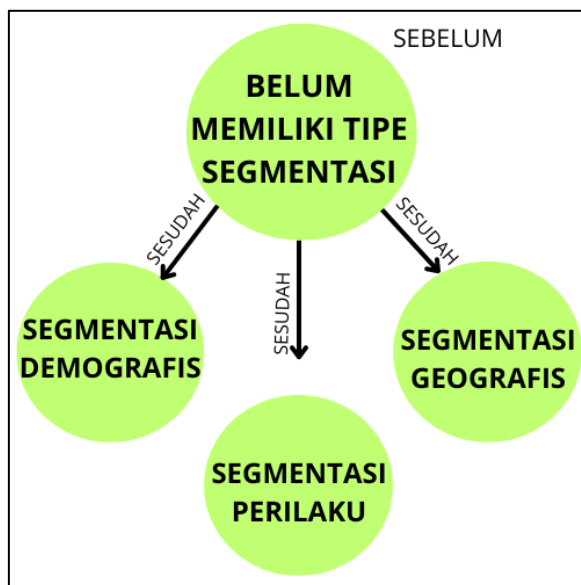 SEBELUM
BELUM
MEMILIKI TIPE
SEGMENTASI
SESUDAH
SESUDAH
SESUDAH
SEGMENTASI
DEMOGRAFIS
SEGMENTASI
PERILAKU
SEGMENTASI
GEOGRAFIS